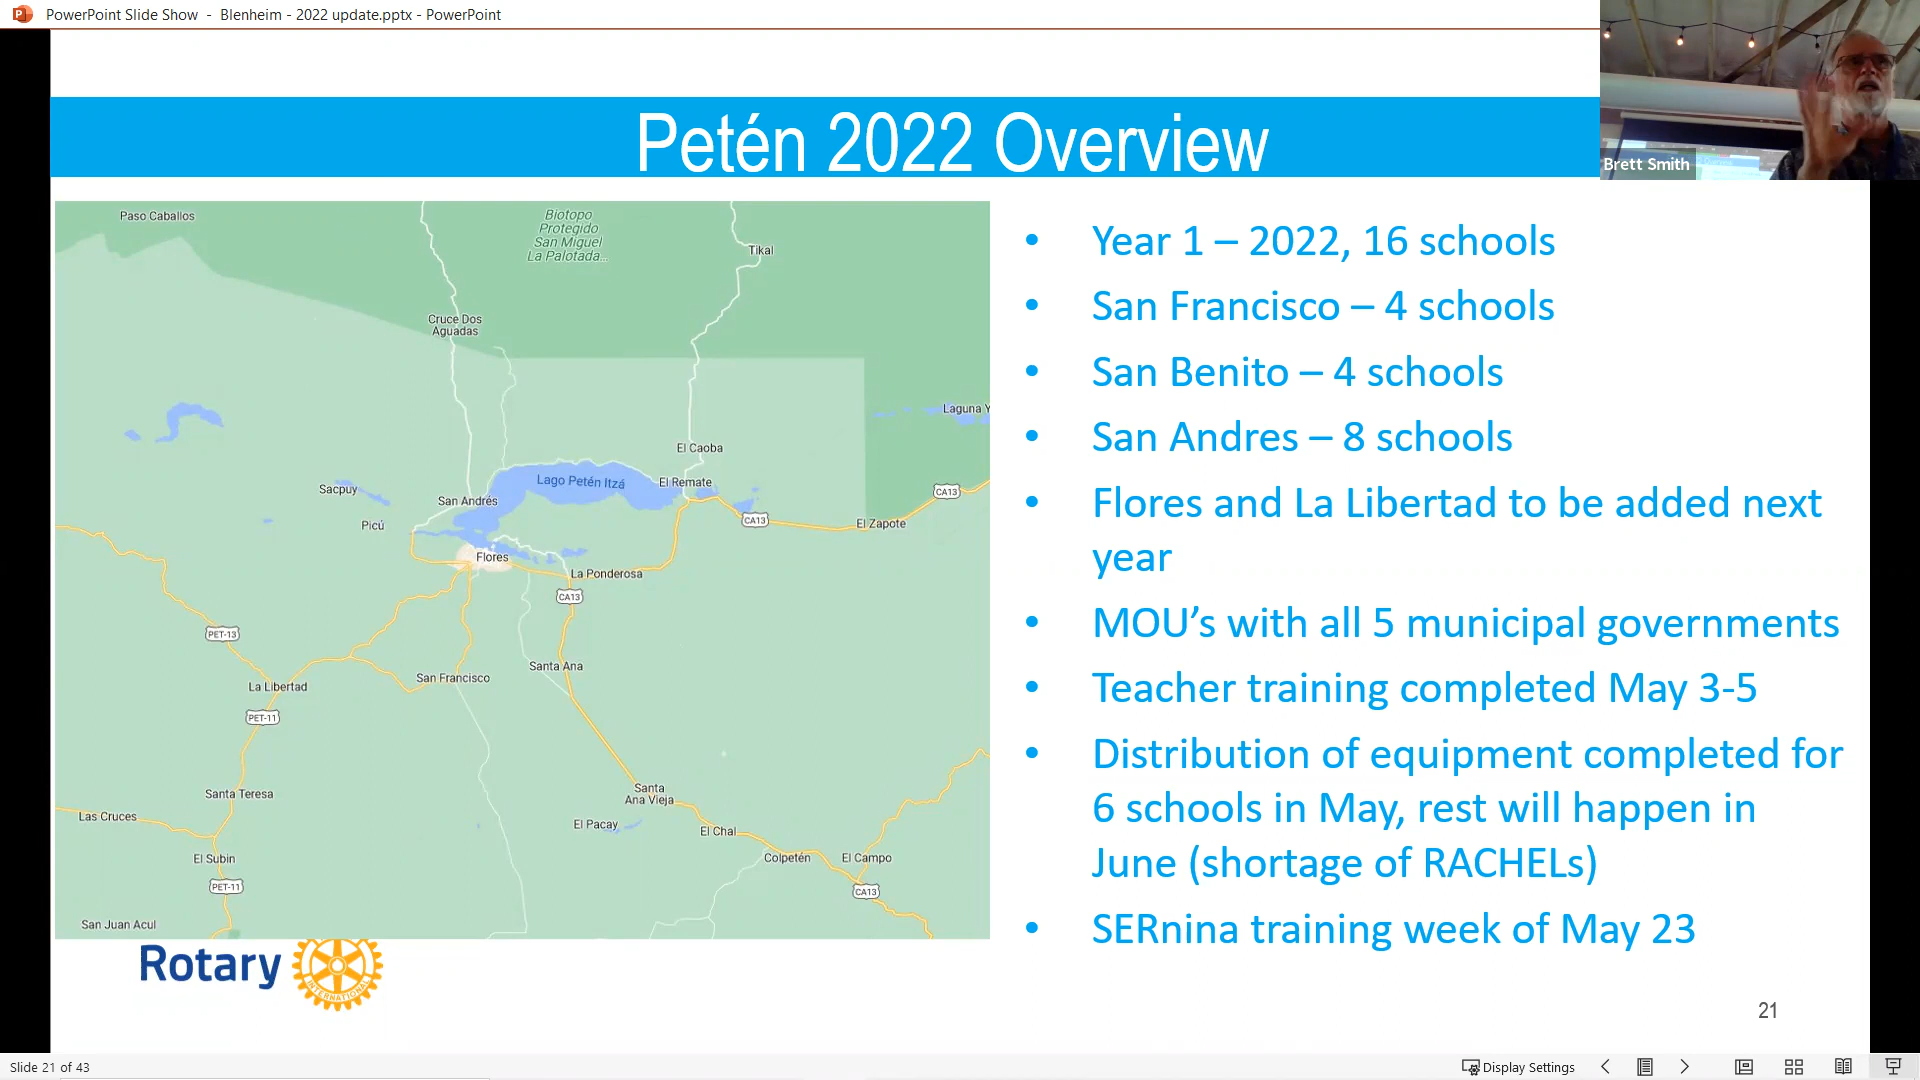 PowerPoint Slide Show - Blenheim - 2022 update.pptx - PowerPoint
Brett Smith
Petén 2022 Overview
Paso Caballos
Biotopo
Protegido
San Miguel
La Palotada...
Tikal
Cruce Dos
Aguadas
Laguna Y
El Caoba
Lago Petén Itzá
El Remate
Sacpuy
San Andrés
CA13
Picú
CA13
El Zapote
Flores
La Ponderosa
CA13
PET-13
Santa Ana
San Francisco
La Libertad
PET-11
Santa Teresa
Santa
Ana Vieja
Las Cruces
El Pacay
El Chal
El Subin
Colpetén
El Campo
PET-11
CA13
San Juan Acul
• Year 1 – 2022, 16 schools
• San Francisco – 4 schools
• San Benito – 4 schools
• San Andres – 8 schools
• Flores and La Libertad to be added next
year
• MOU’s with all 5 municipal governments
• Teacher training completed May 3-5
• Distribution of equipment completed for
6 schools in May, rest will happen in
June (shortage of RACHELs)
• SERnina training week of May 23
Rotary
INTERNATIONAL
21
Slide 21 of 43
Display Settings